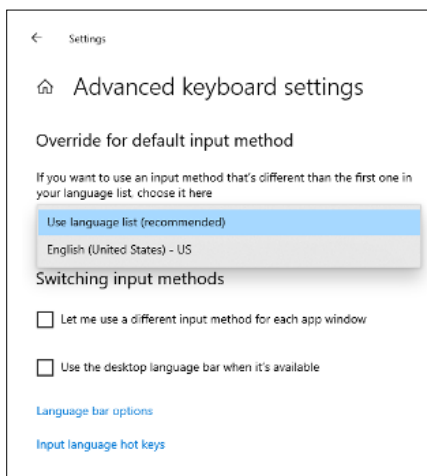 Settings
Advanced keyboard settings
Override for default input method
If you want to use an input method that's different than the first one in
your language list, choose it here
Use language list (recommended)
English (United States) - US
Switching input methods
Let me use a different input method for each app window
Use the desktop language bar when it's available
Language bar options
Input language hot keys